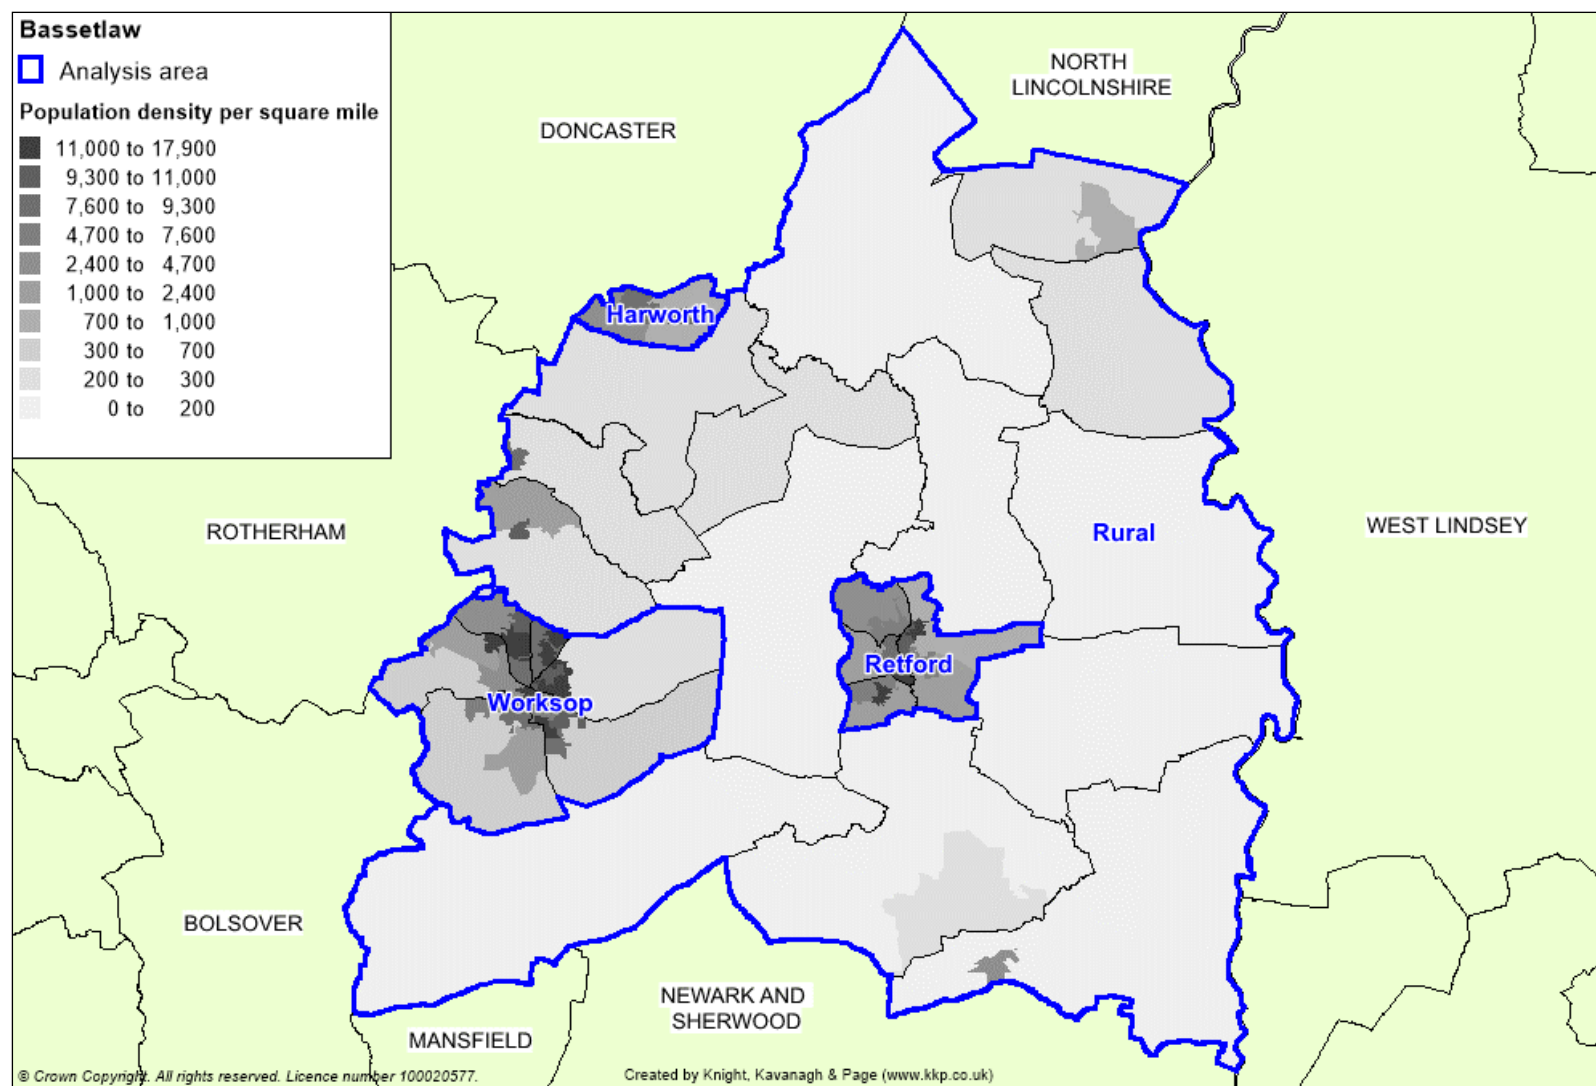 Bassetlaw
Analysis area
Population density per square mile
11,000 to 17,900
9,300 to 11,000
7,600 to 9,300
4,700 to 7,600
2,400 to 4,700
1,000 to 2,400
700 to 1,000
300 to 700
200 to 300
0 to 200
NORTH
LINCOLNSHIRE
DONCASTER
Harworth
ROTHERHAM
Rural
WEST LINDSEY
Retford
Worksop
BOLSOVER
NEWARK AND
SHERWOOD
MANSFIELD
© Crown Copyright. All rights reserved. Licence number 100020577.
Created by Knight, Kavanagh & Page (www.kkp.co.uk)